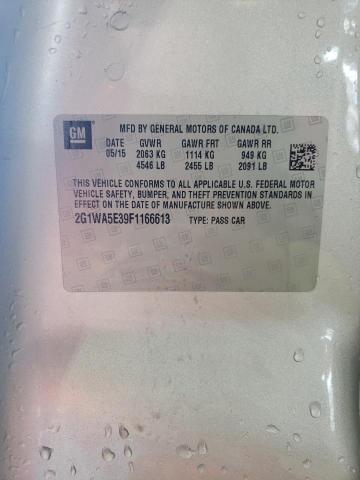 GM
MFD BY GENERAL MOTORS OF CANADA LTD.
DATE GVWR GAWR FRT GAWR RR
05/15 2063 KG 1114 KG 949 KG
4546 LB 2455 LB 2091 LB
THIS VEHICLE CONFORMS TO ALL APPLICABLE U.S. FEDERAL MOTOR
VEHICLE SAFETY, BUMPER, AND THEFT PREVENTION STANDARDS IN
EFFECT ON THE DATE OF MANUFACTURE SHOWN ABOVE.
2G1WA5E39F1166613 TYPE: PASS CAR